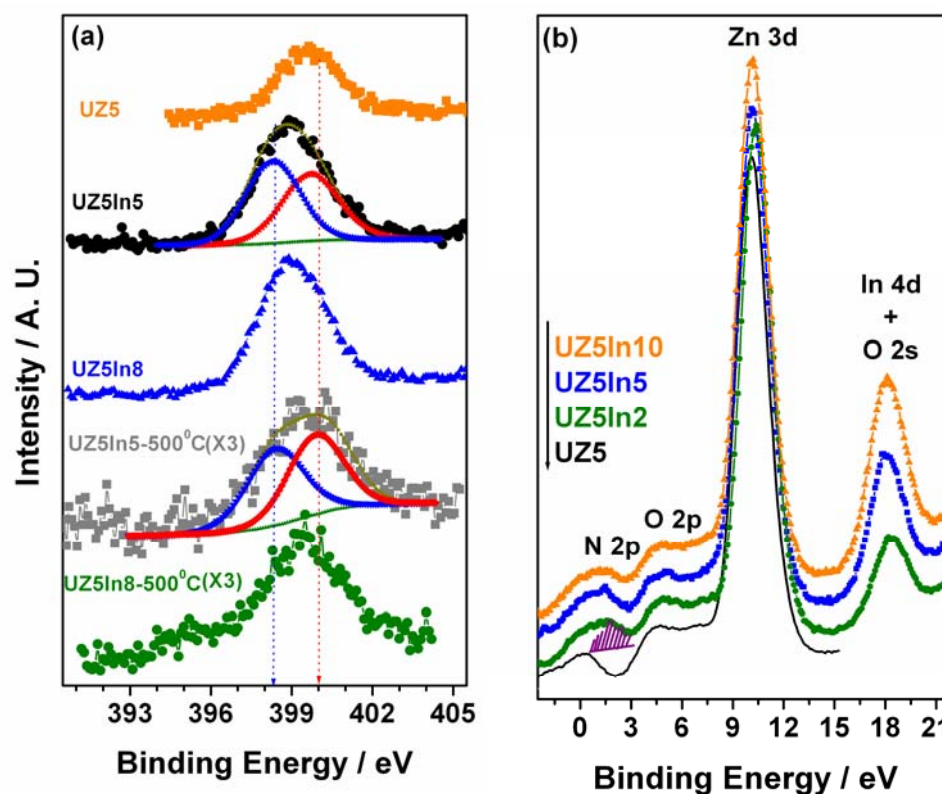 (a)
UZ5
UZ5In5
UZ5In8
UZ5In5-500⁰C(X3)
UZ5In8-500⁰C(X3)
Intensity / A. U.
393 396 399 402 405
Binding Energy / eV
(b)
Zn 3d
In 4d
+
O 2s
UZ5In10
UZ5In5
UZ5In2
UZ5
N 2p
O 2p
0 3 6 9 12 15 18 21
Binding Energy / eV